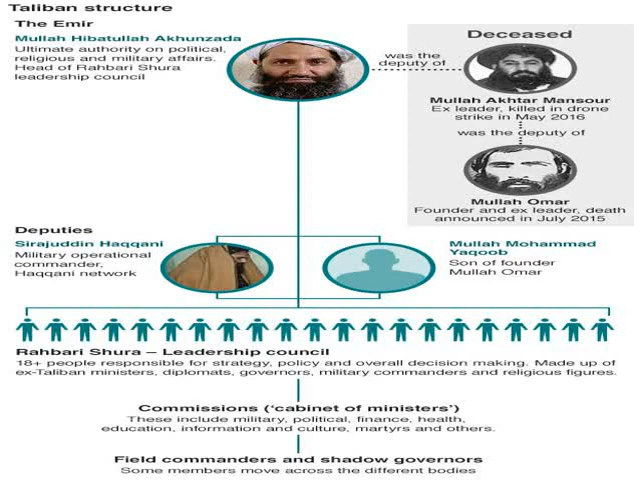 Taliban structure
The Emir
Mullah Hibatullah Akhunzada
Ultimate authority on political,
religious and military affairs.
Head of Rahbari Shura
leadership council
was the
deputy of
Deceased
Mullah Akhtar Mansour
Ex leader, killed in drone
strike in May 2016
was the deputy of
Mullah Omar
Founder and ex leader, death
announced in July 2015
Deputies
Sirajuddin Haqqani
Military operational
commander,
Haqqani network
Mullah Mohammad
Yaqoob
Son of founder
Mullah Omar
Rahbari Shura – Leadership council
18+ people responsible for strategy, policy and overall decision making. Made up of
ex-Taliban ministers, diplomats, governors, military commanders and religious figures.
Commissions (‘cabinet of ministers’)
These include military, political, finance, health,
education, information and culture, martyrs and others.
Field commanders and shadow governors
Some members move across the different bodies